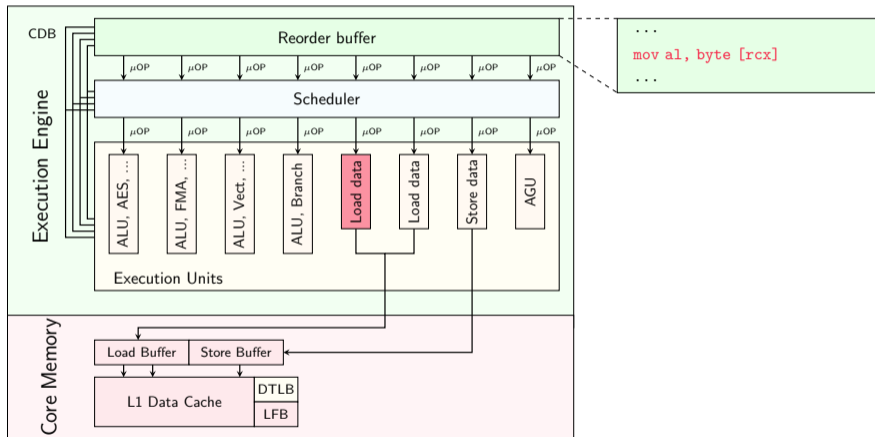 CDB
Reorder buffer
...
mov al, byte [rcx]
...
μOP μOP μOP μOP μOP μOP μOP μOP
Scheduler
μOP μOP μOP μOP μOP μOP μOP μOP
Execution Engine
ALU, AES, ...
ALU, FMA, ...
ALU, Vect, ...
ALU, Branch
Load data
Load data
Store data
AGU
Execution Units
Core Memory
Load Buffer
Store Buffer
L1 Data Cache
DTLB
LFB